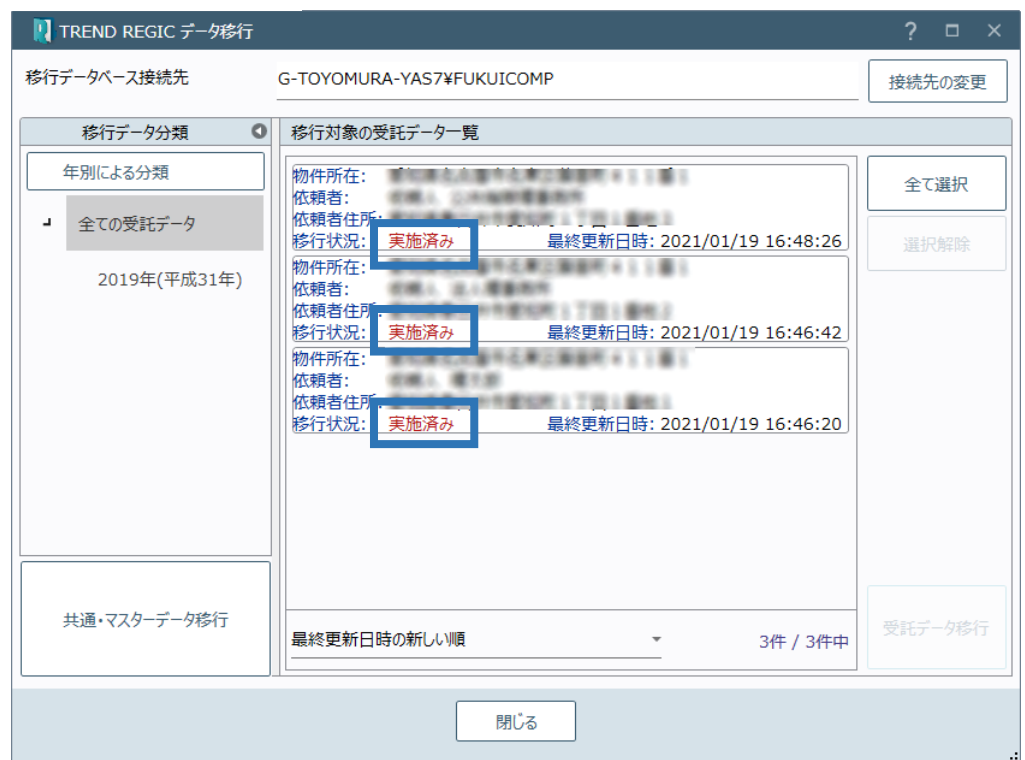 TREND REGIC データ移行
移行データベース接続先
G-TOYOMURA-YAS7¥FUKUICOMP
接続先の変更
移行データ分類
移行対象の受託データ一覧
年別による分類
全ての受託データ
2019年(平成31年)
物件所在:
依頼者:
依頼者住所:
移行状況: 実施済み 最終更新日時: 2021/01/19 16:48:26
物件所在:
依頼者:
依頼者住所:
移行状況: 実施済み 最終更新日時: 2021/01/19 16:46:42
物件所在:
依頼者:
依頼者住所:
移行状況: 実施済み 最終更新日時: 2021/01/19 16:46:20
全て選択
選択解除
共通・マスターデータ移行
最終更新日時の新しい順
3件 / 3件中
受託データ移行
閉じる